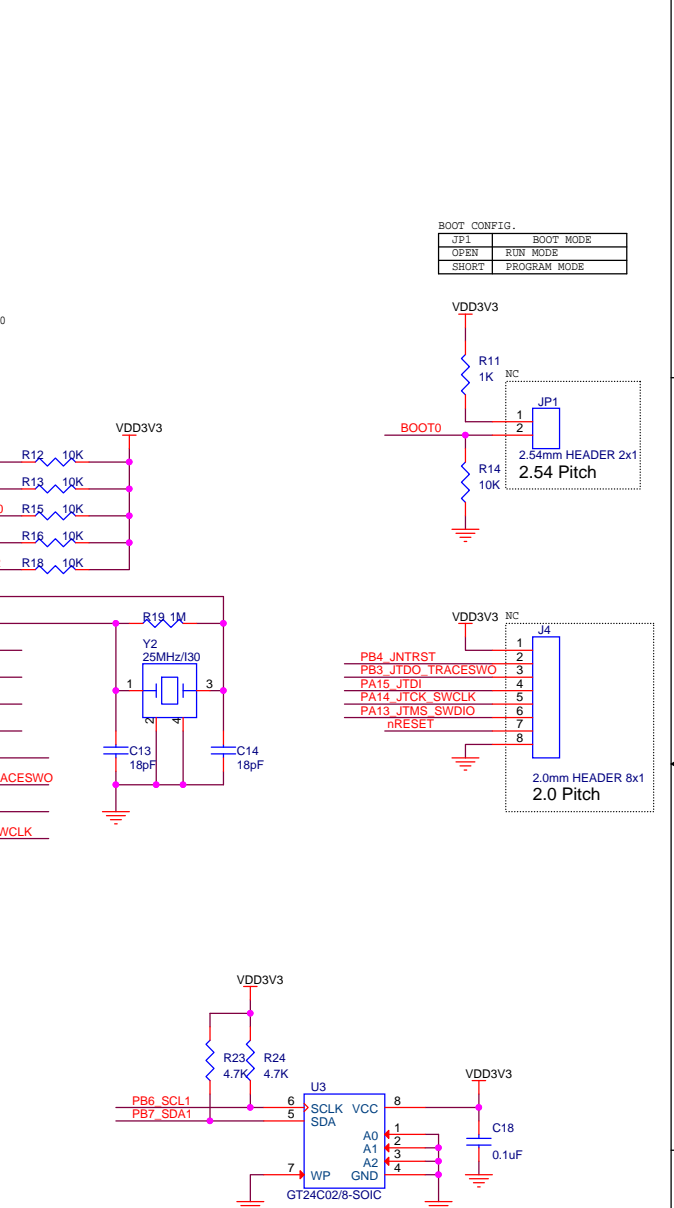 BOOT CONFIG.
JP1 BOOT MODE
OPEN RUN MODE
SHORT PROGRAM MODE
VDD3V3
0
R11
1K
NC
JP1
1
2
BOOT0
2.54mm HEADER 2x1
2.54 Pitch
R14
10K
VDD3V3
R12 10K
R13 10K
0 R15 10K
R16 10K
R18 10K
R19 1M
Y2
25MHz/I30
1 3
2 4
C13
18pF
C14
18pF
ACESWO
WCLK
VDD3V3 NC
J4
1
PB4_JNTRST 2
PB3_JTDO_TRACESWO 3
PA15_JTDI 4
PA14_JTCK_SWCLK 5
PA13_JTMS_SWDIO 6
nRESET 7
8
2.0mm HEADER 8x1
2.0 Pitch
VDD3V3
R23 R24
4.7K 4.7K
VDD3V3
U3
PB6_SCL1 6 SCLK VCC 8
PB7_SDA1 5 SDA
A0 1
A1 2
A2 3
7 WP GND 4
GT24C02/8-SOIC
C18
0.1uF